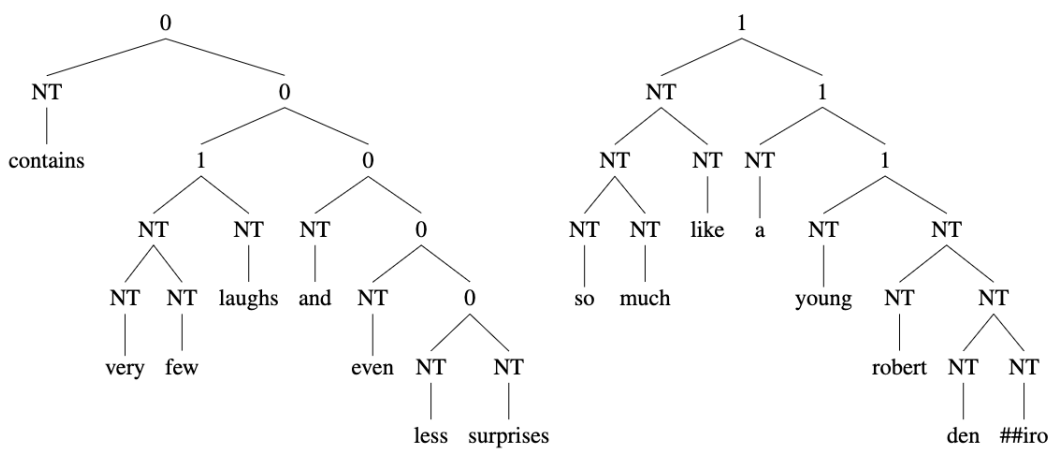 0 1
NT 0 NT 1
contains 1 0 NT NT NT 1
NT NT NT 0 NT NT like a NT NT
NT NT laughs and NT 0 so much young NT NT
very few even NT NT robert NT NT
less surprises den ##iro